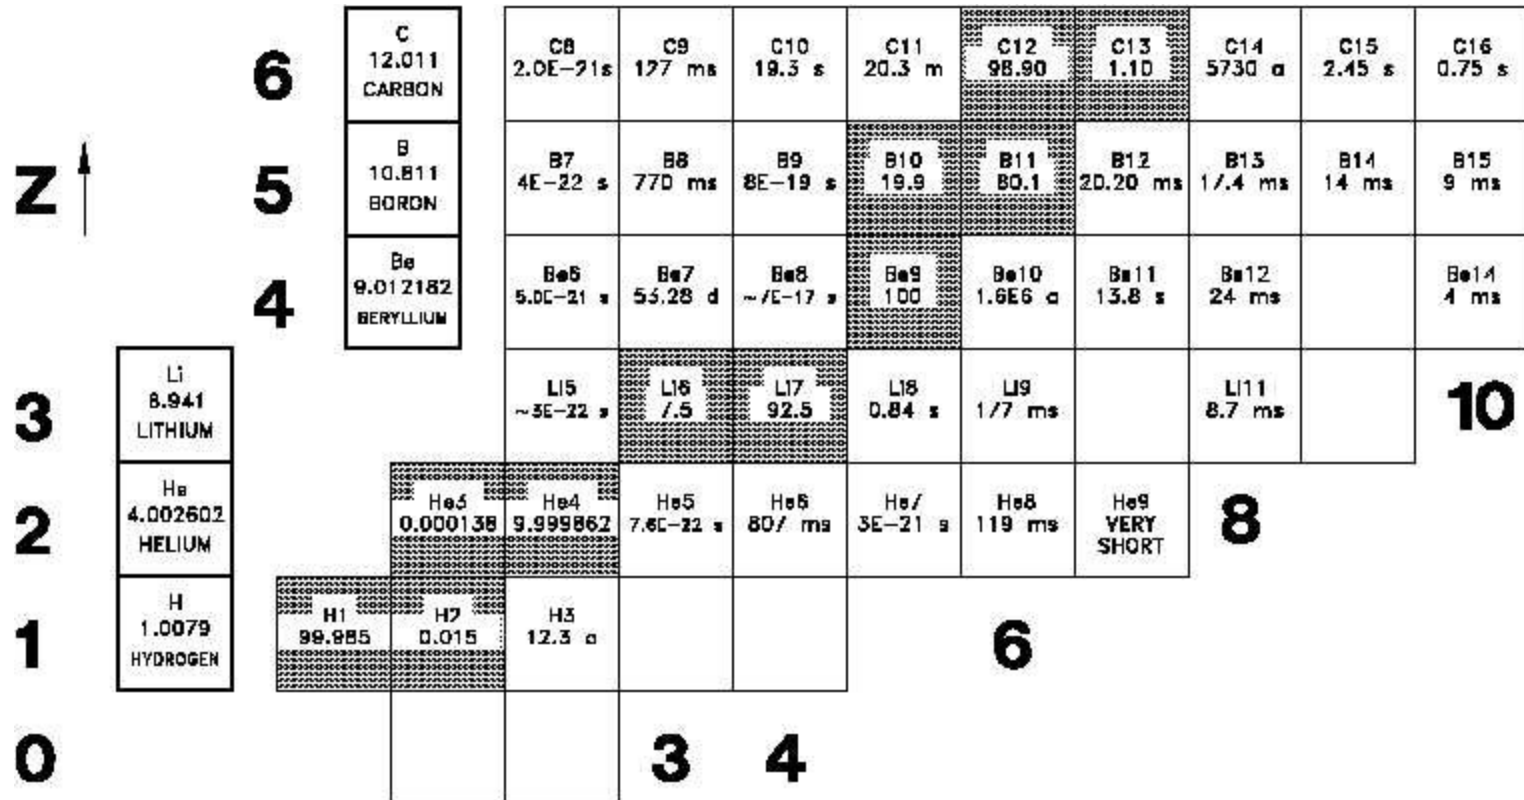 6
C
12.011
CARBON
C8
2.0E-21s
C9
127 ms
C10
19.3 s
C11
20.3 m
C12
98.90
C13
1.10
C14
5730 a
C15
2.45 s
C16
0.75 s
Z
5
B
10.811
BORON
B7
4E-22 s
B8
770 ms
B9
8E-19 s
B10
19.9
B11
80.1
B12
20.20 ms
B13
17.4 ms
B14
14 ms
B15
9 ms
4
Be
9.012182
BERYLLIUM
Be6
5.0E-21 s
Be7
53.28 d
Be8
~7E-17 s
Be9
100
Be10
1.6E6 a
Be11
13.8 s
Be12
24 ms
Be14
4 ms
3
Li
6.941
LITHIUM
Li5
~3E-22 s
Li6
7.5
Li7
92.5
Li8
0.84 s
Li9
177 ms
Li11
8.7 ms
10
2
He
4.002602
HELIUM
He3
0.000138
He4
9.999862
He5
7.6E-22 s
He6
807 ms
He7
3E-21 s
He8
119 ms
He9
VERY
SHORT
8
1
H
1.0079
HYDROGEN
H1
99.985
H2
0.015
H3
12.3 a
6
0
3
4